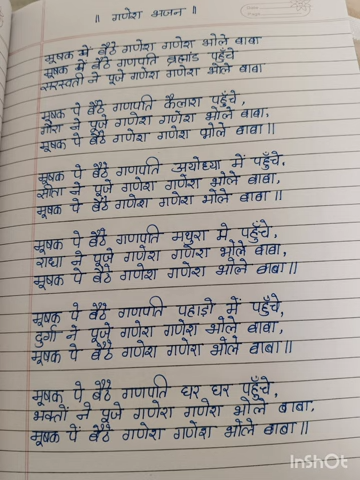 ॥ गणेश भजन ॥
मूषक में बैठे गणेश गणेश भोले बाबा
मूषक में बैठे गणपति ब्रह्मांड पहुँचे
सरस्वती ने पूजे गणेश गणेश भोले बाबा
मूषक पे बैठे गणपति कैलाश पहुँचे,
गौरा ने पूजे गणेश गणेश भोले बाबा,
मूषक पे बैठे गणेश गणेश भोले बाबा॥
मूषक पे बैठे गणपति अयोध्या में पहुँचे,
सीता ने पूजे गणेश गणेश भोले बाबा,
मूषक पे बैठे गणेश गणेश भोले बाबा॥
मूषक पे बैठे गणपति मथुरा मे पहुँचे,
राधा ने पूजे गणेश गणेश भोले बाबा,
मूषक पे बैठे गणेश गणेश भोले बाबा॥
मूषक पे बैठे गणपति पहाड़ो में पहुँचे,
दुर्गा ने पूजे गणेश गणेश भोले बाबा,
मूषक पे बैठे गणेश गणेश भोले बाबा॥
मूषक पे बैठे गणपति घर घर पहुँचे,
भक्तों ने पूजे गणेश गणेश भोले बाबा,
मूषक पें बैठे गणेश गणेश भोले बाबा॥
InShOt